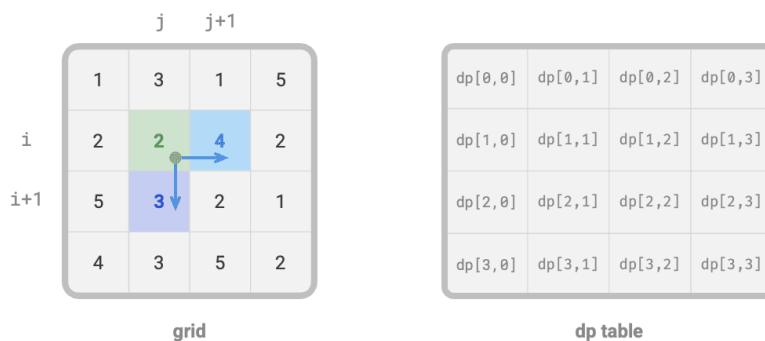 j j+1
1 3 1 5 dp[0,0] dp[0,1] dp[0,2] dp[0,3]
i 2 2 4 2 dp[1,0] dp[1,1] dp[1,2] dp[1,3]
i+1 5 3 2 1 dp[2,0] dp[2,1] dp[2,2] dp[2,3]
4 3 5 2 dp[3,0] dp[3,1] dp[3,2] dp[3,3]
grid dp table